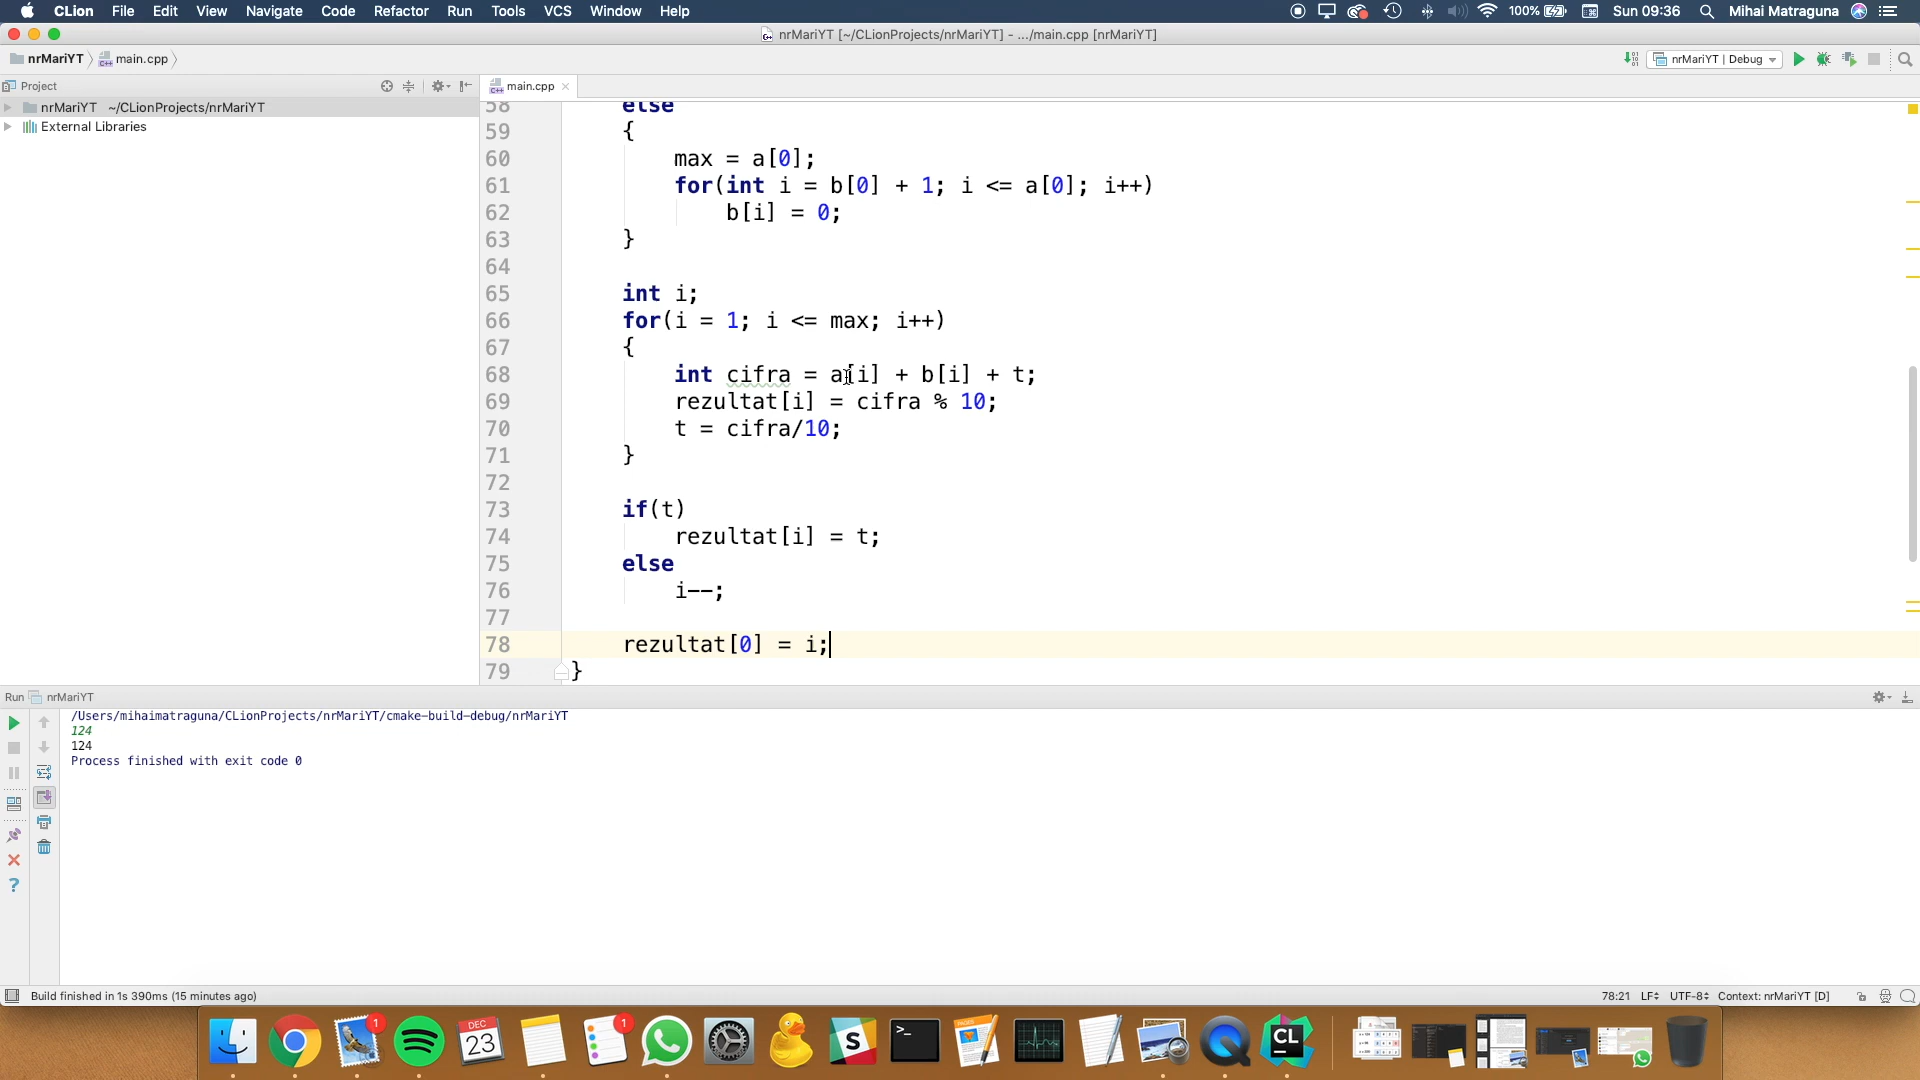 CLion File Edit View Navigate Code Refactor Run Tools VCS Window Help 100% Sun 09:36 Mihai Matraguna
nrMariYT [~/CLionProjects/nrMariYT] - .../main.cpp [nrMariYT]
nrMariYT main.cpp nrMariYT | Debug
Project main.cpp
nrMariYT ~/CLionProjects/nrMariYT
External Libraries
58 else
59 {
60 max = a[0];
61 for(int i = b[0] + 1; i <= a[0]; i++)
62 b[i] = 0;
63 }
64
65 int i;
66 for(i = 1; i <= max; i++)
67 {
68 int cifra = a[i] + b[i] + t;
69 rezultat[i] = cifra % 10;
70 t = cifra/10;
71 }
72
73 if(t)
74 rezultat[i] = t;
75 else
76 i--;
77
78 rezultat[0] = i;
79 }
Run nrMariYT
/Users/mihaimatraguna/CLionProjects/nrMariYT/cmake-build-debug/nrMariYT
124
124
Process finished with exit code 0
Build finished in 1s 390ms (15 minutes ago) 78:21 LF UTF-8 Context: nrMariYT [D]
1 DEC 23 1 S >_ PAGES CL